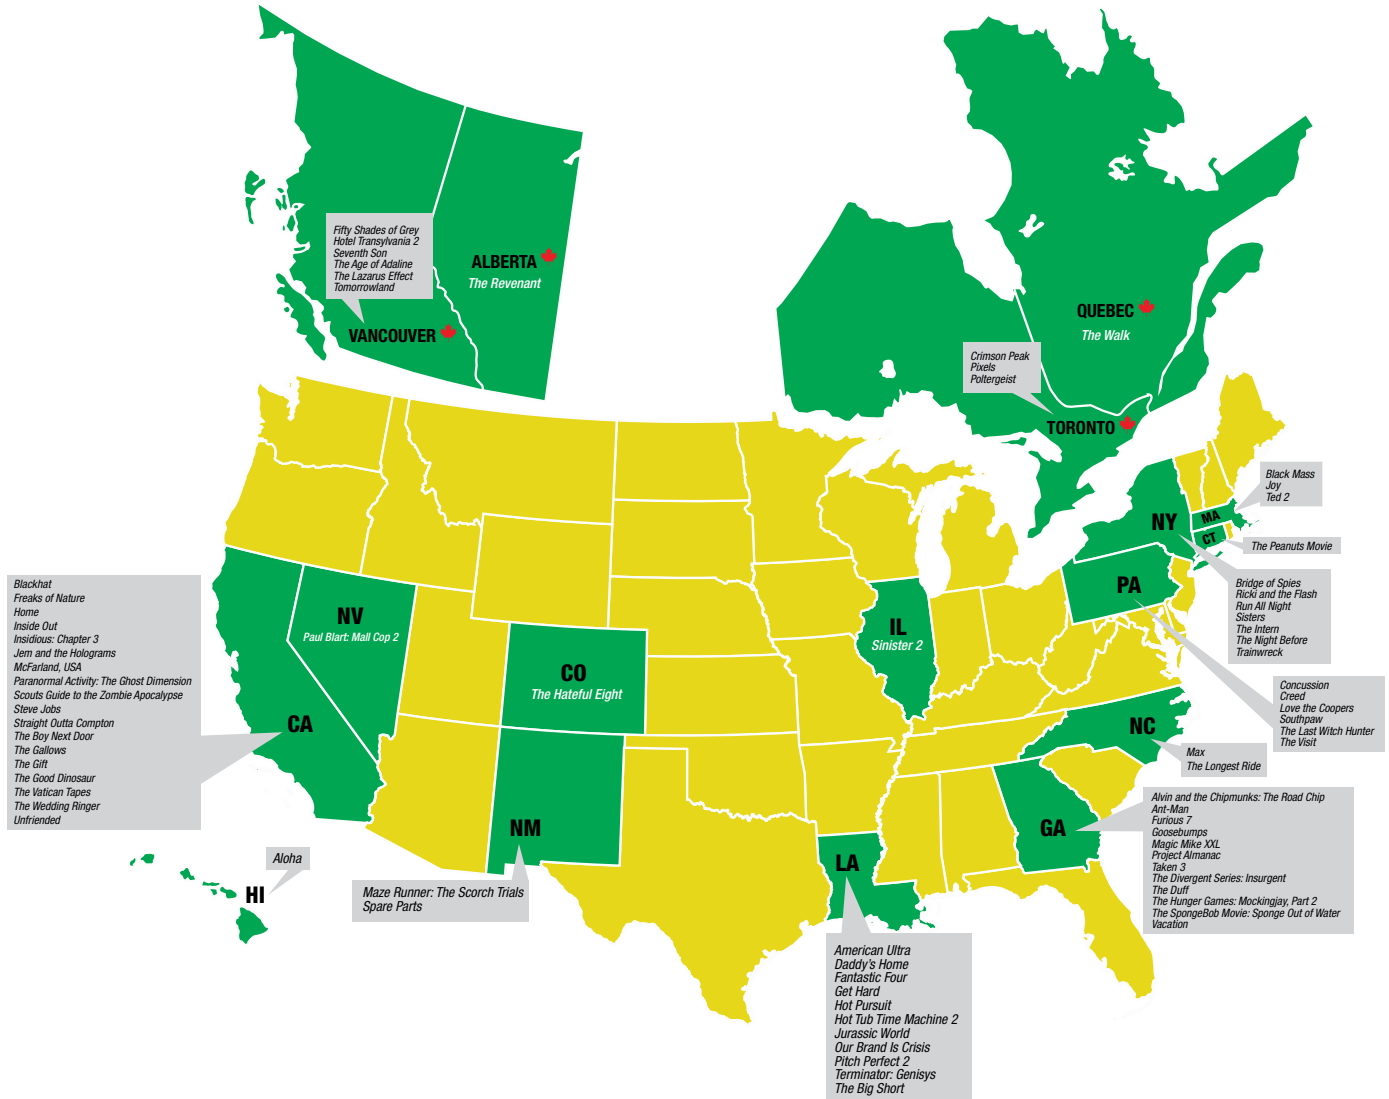 Fifty Shades of Grey
Hotel Transylvania 2
Seventh Son
The Age of Adaline
The Lazarus Effect
Tomorrowland
VANCOUVER
ALBERTA
The Revenant
QUEBEC
The Walk
Crimson Peak
Pixels
Poltergeist
TORONTO
Black Mass
Joy
Ted 2
MA
NY
CT
The Peanuts Movie
Bridge of Spies
Ricki and the Flash
Run All Night
Sisters
The Intern
The Night Before
Trainwreck
PA
Concussion
Creed
Love the Coopers
Southpaw
The Last Witch Hunter
The Visit
Blackhat
Freaks of Nature
Home
Inside Out
Insidious: Chapter 3
Jem and the Holograms
McFarland, USA
Paranormal Activity: The Ghost Dimension
Scouts Guide to the Zombie Apocalypse
Steve Jobs
Straight Outta Compton
The Boy Next Door
The Gallows
The Gift
The Good Dinosaur
The Vatican Tapes
The Wedding Ringer
Unfriended
CA
NV
Paul Blart: Mall Cop 2
CO
The Hateful Eight
IL
Sinister 2
NC
Max
The Longest Ride
NM
Maze Runner: The Scorch Trials
Spare Parts
HI
Aloha
LA
American Ultra
Daddy's Home
Fantastic Four
Get Hard
Hot Pursuit
Hot Tub Time Machine 2
Jurassic World
Our Brand Is Crisis
Pitch Perfect 2
Terminator: Genisys
The Big Short
GA
Alvin and the Chipmunks: The Road Chip
Ant-Man
Furious 7
Goosebumps
Magic Mike XXL
Project Almanac
Taken 3
The Divergent Series: Insurgent
The Duff
The Hunger Games: Mockingjay, Part 2
The SpongeBob Movie: Sponge Out of Water
Vacation